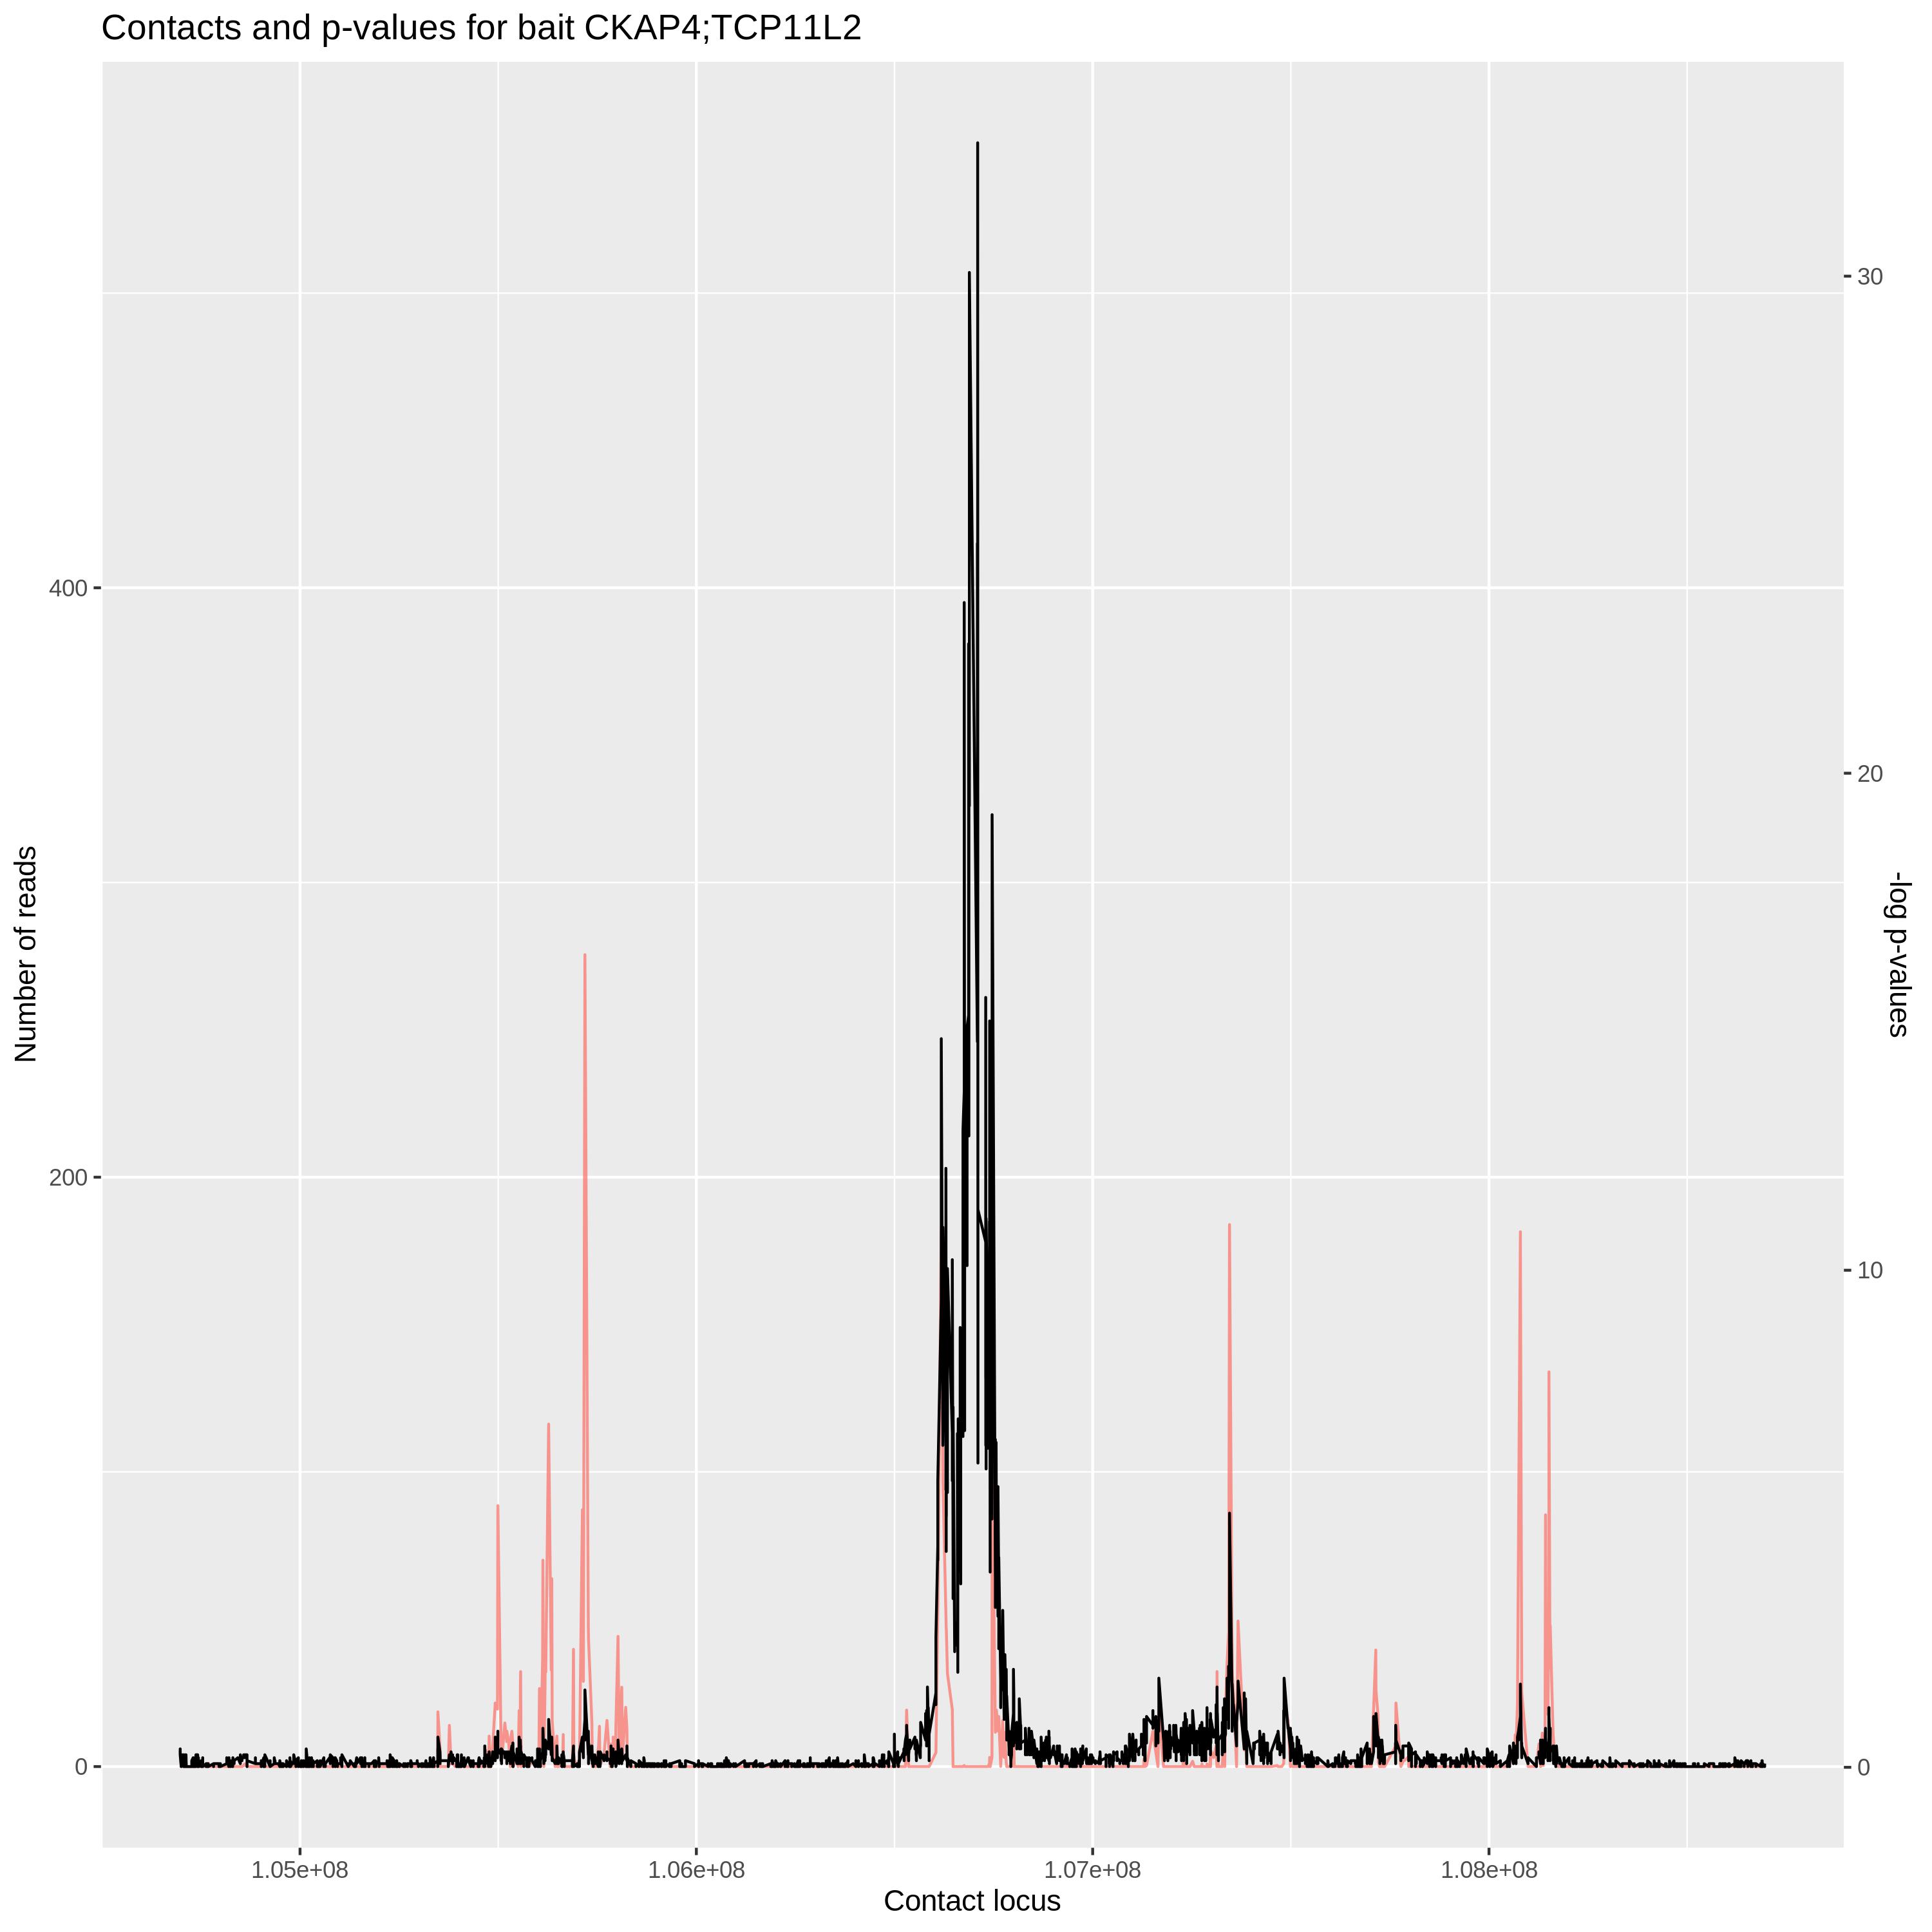 Contacts and p-values for bait CKAP4;TCP11L2
Number of reads
400
200
0
30
20
10
0
-log p-values
1.05e+08 1.06e+08 1.07e+08 1.08e+08
Contact locus